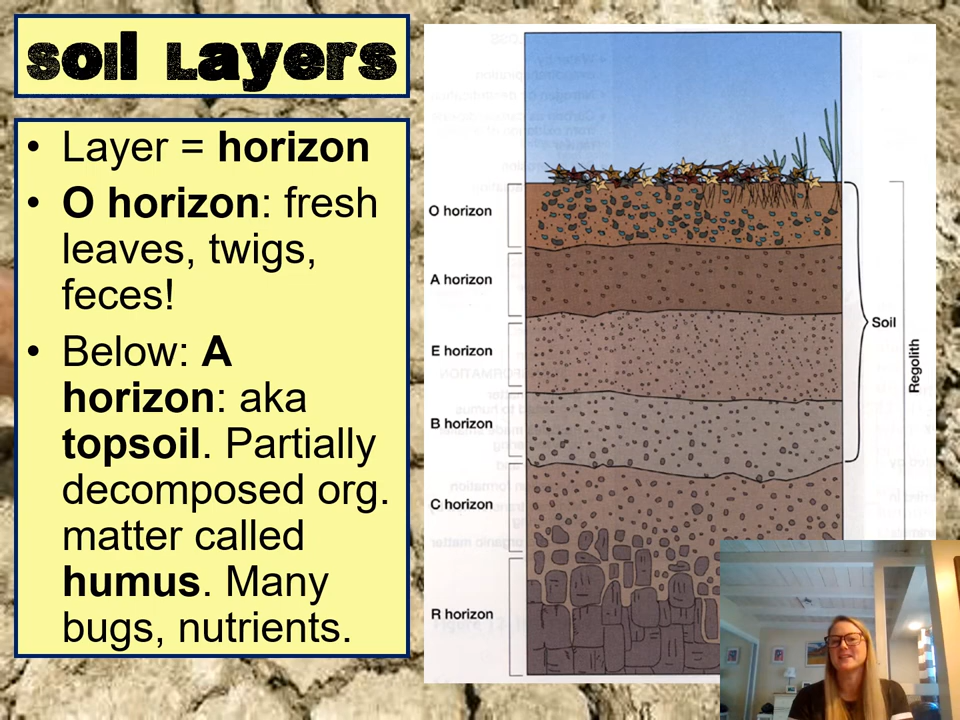 Soil Layers
• Layer = horizon
• O horizon: fresh
leaves, twigs,
feces!
• Below: A
horizon: aka
topsoil. Partially
decomposed org.
matter called
humus. Many
bugs, nutrients.
O horizon
A horizon
E horizon
B horizon
C horizon
R horizon
Soil
Regolith